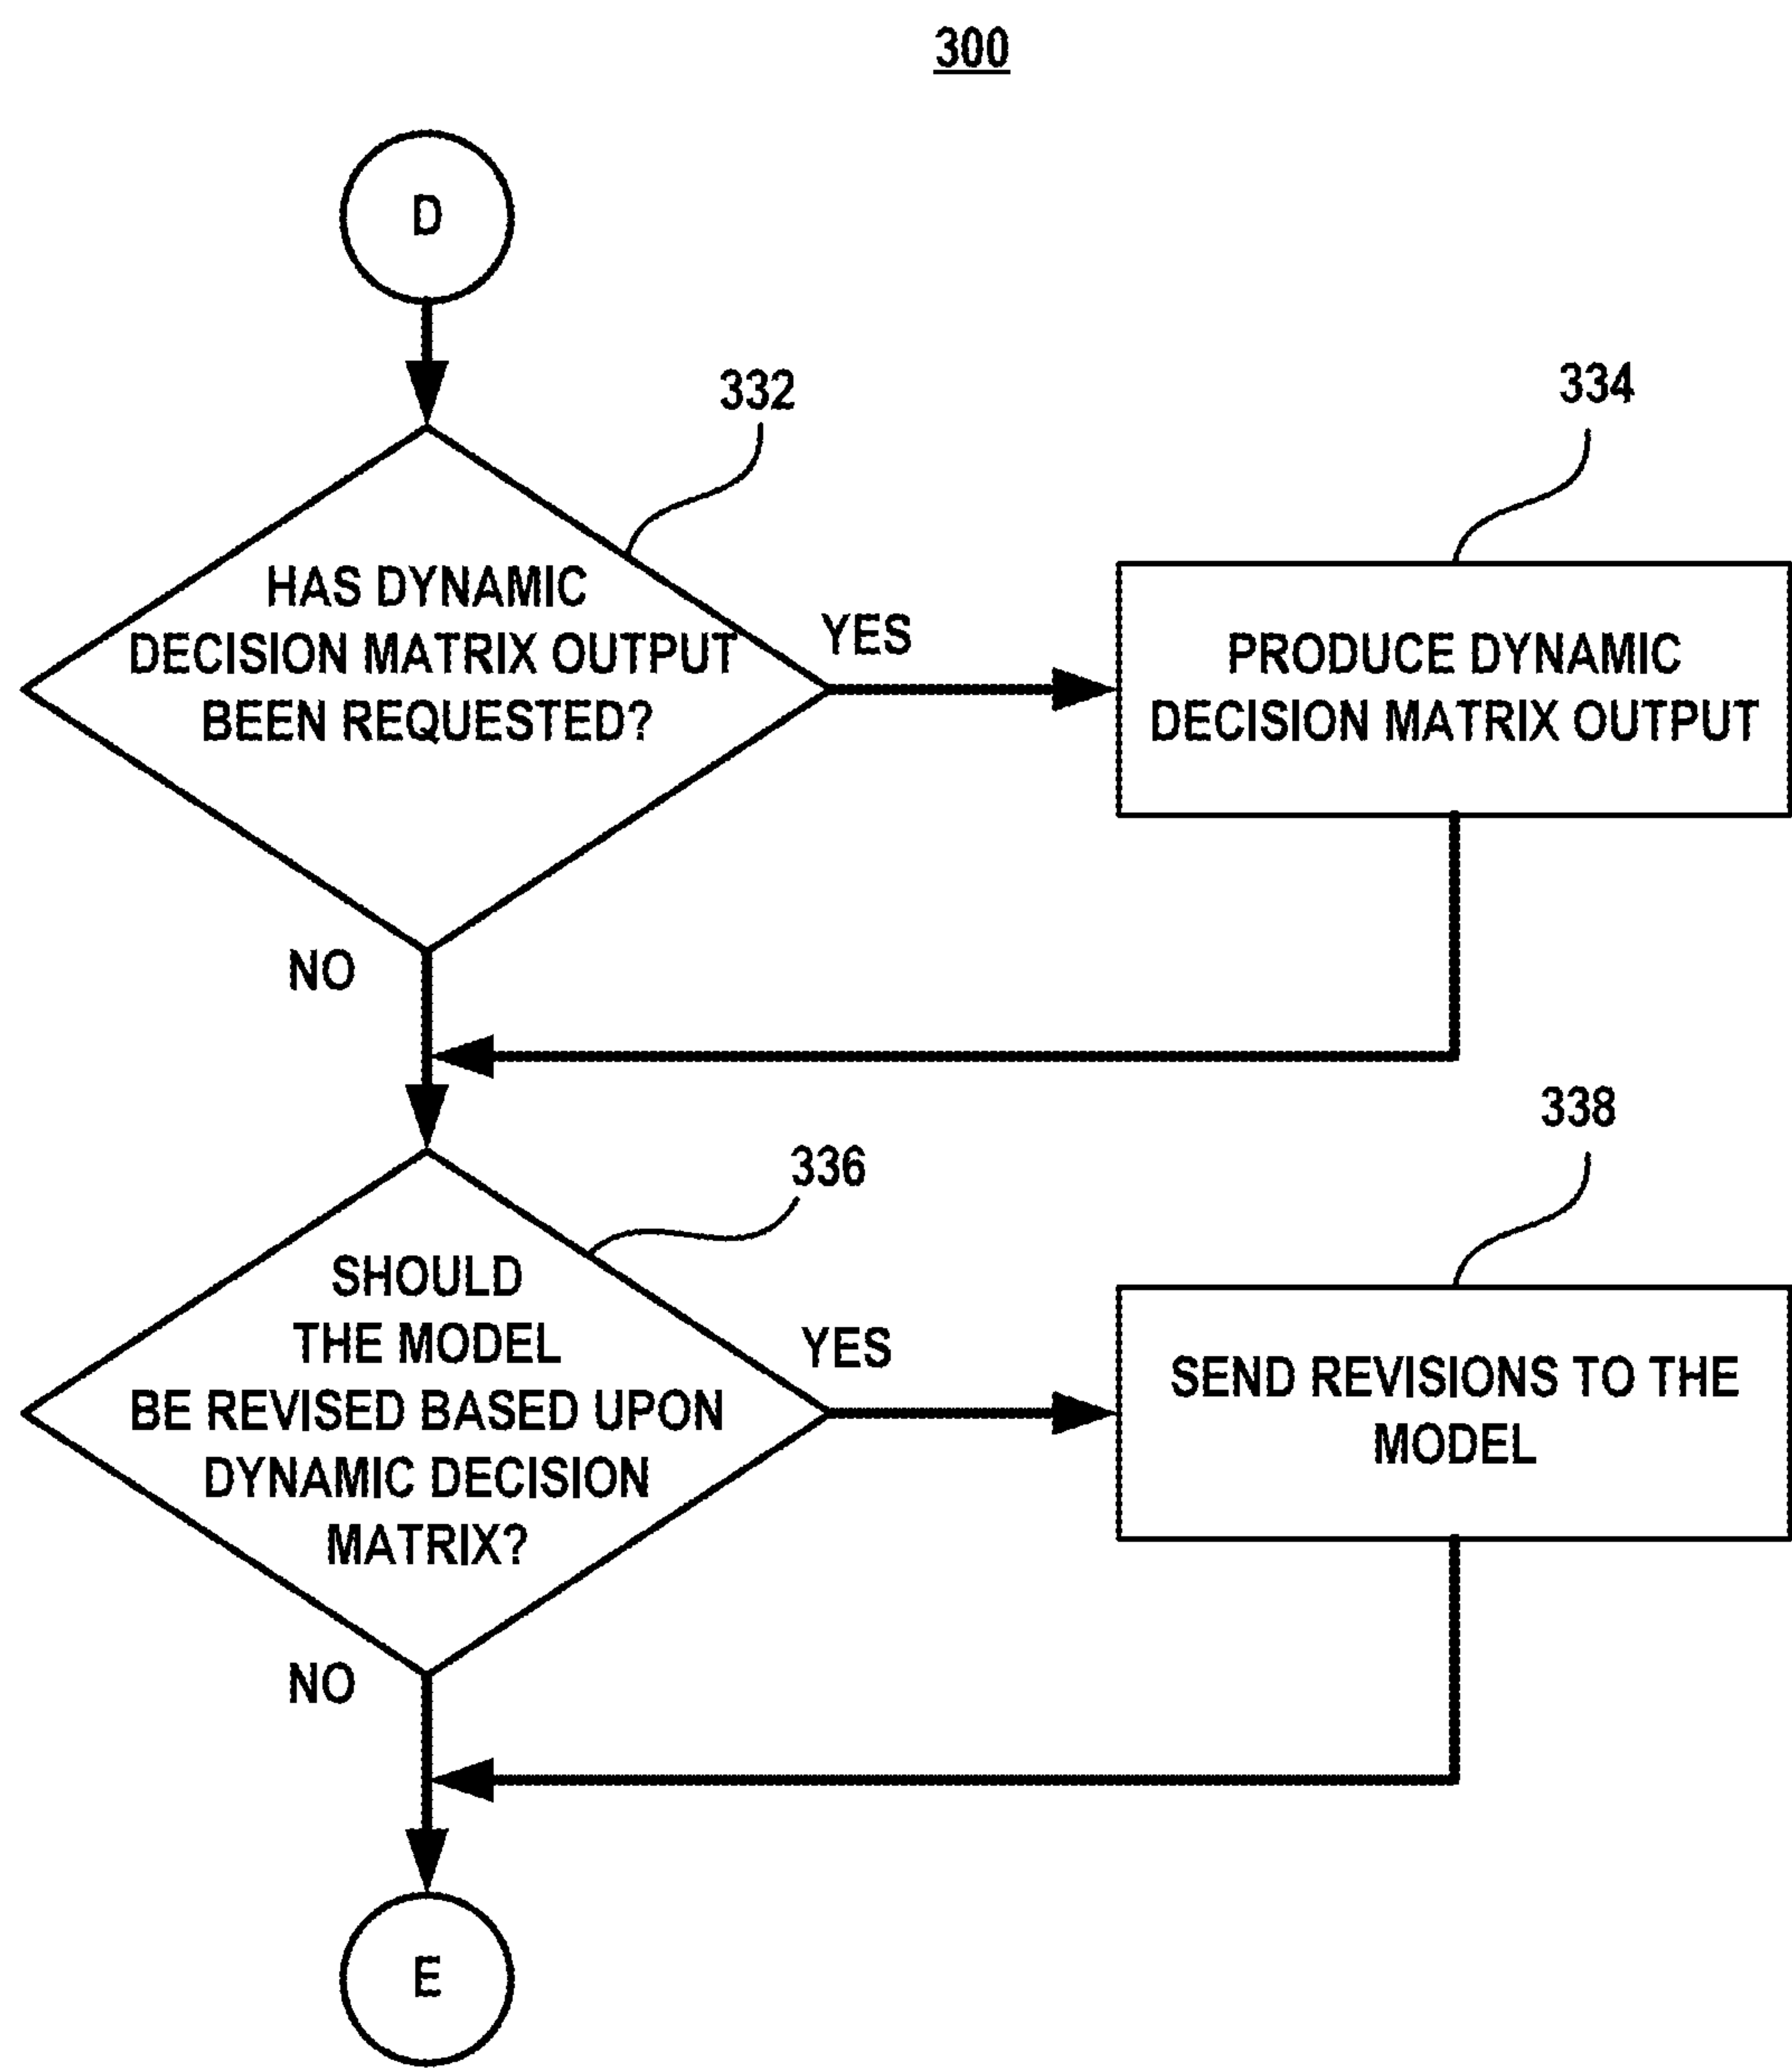 300
D
332
HAS DYNAMIC
DECISION MATRIX OUTPUT
BEEN REQUESTED?
YES
334
PRODUCE DYNAMIC
DECISION MATRIX OUTPUT
NO
336
SHOULD
THE MODEL
BE REVISED BASED UPON
DYNAMIC DECISION
MATRIX?
YES
338
SEND REVISIONS TO THE
MODEL
NO
E